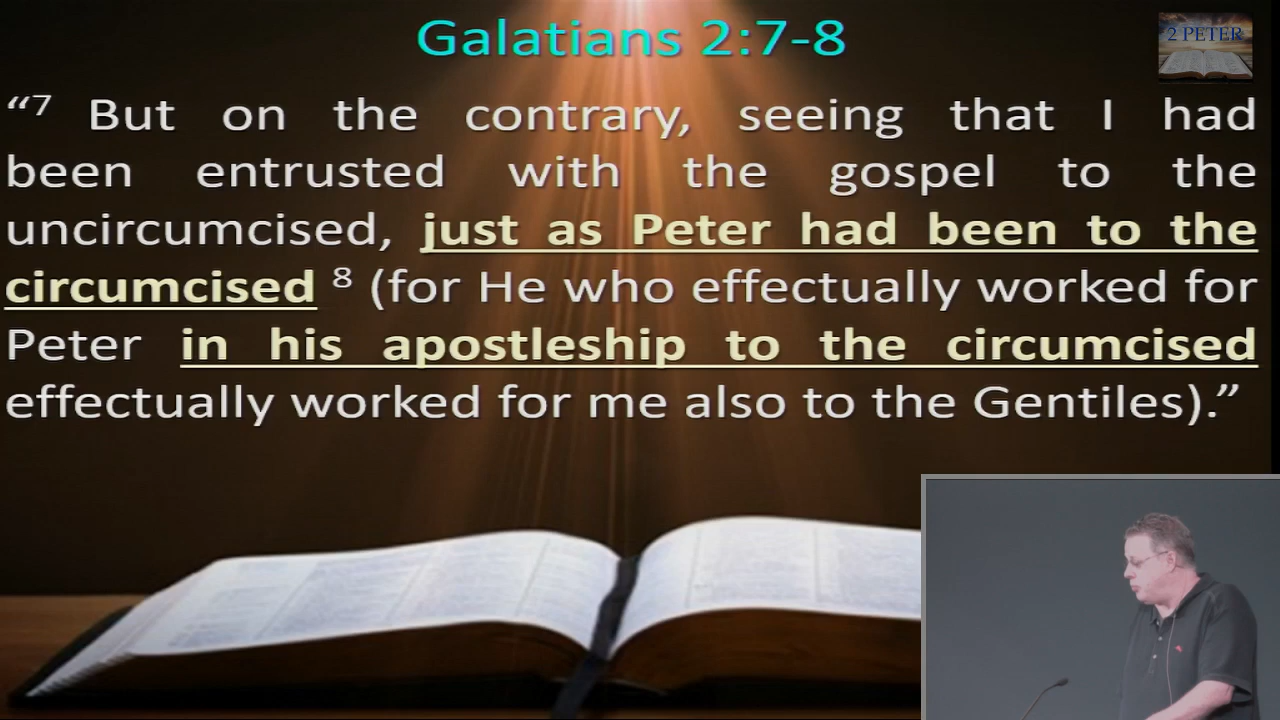 Galatians 2:7-8
2 PETER
“⁷ But on the contrary, seeing that I had
been entrusted with the gospel to the
uncircumcised, just as Peter had been to the
circumcised ⁸ (for He who effectually worked for
Peter in his apostleship to the circumcised
effectually worked for me also to the Gentiles).”